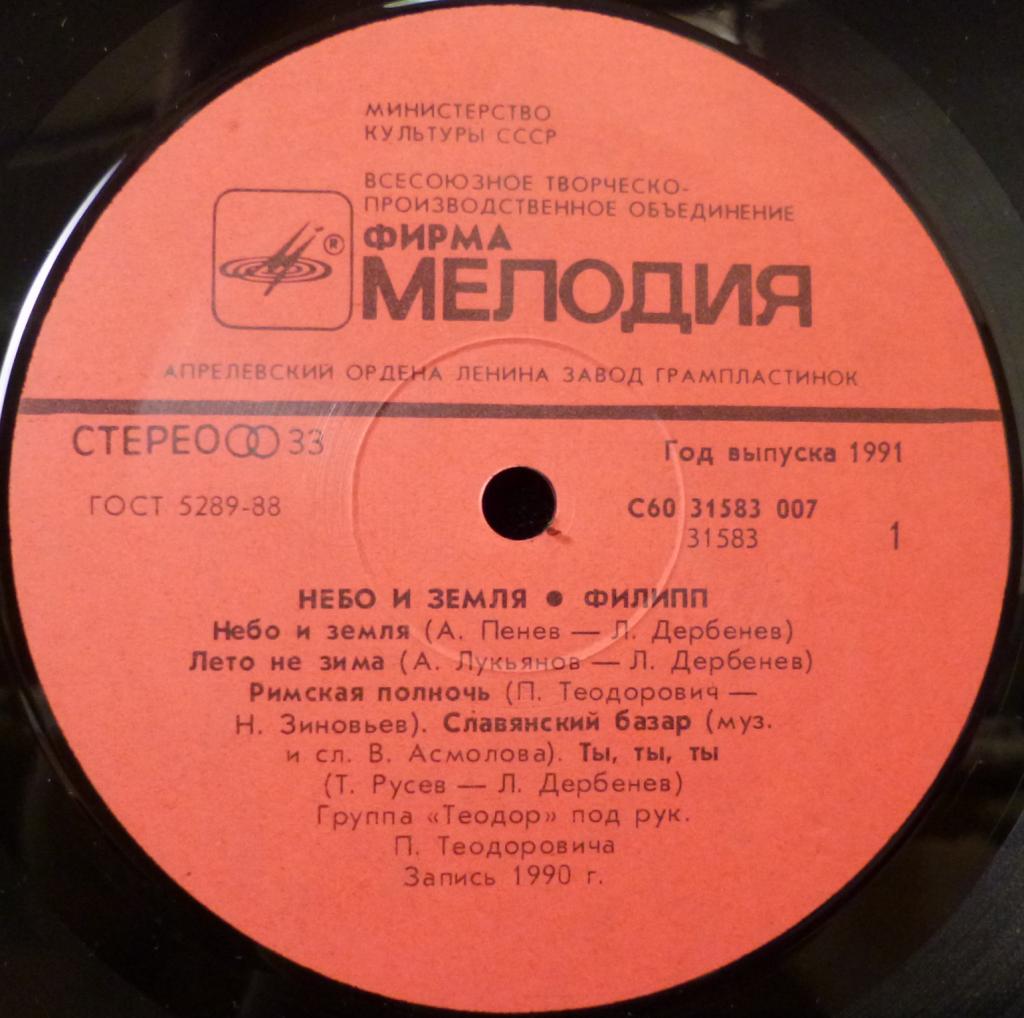 МИНИСТЕРСТВО
КУЛЬТУРЫ СССР
ВСЕСОЮЗНОЕ ТВОРЧЕСКО-
ПРОИЗВОДСТВЕННОЕ ОБЪЕДИНЕНИЕ
®
ФИРМА
МЕЛОДИЯ
АПРЕЛЕВСКИЙ ОРДЕНА ЛЕНИНА ЗАВОД ГРАМПЛАСТИНОК
СТЕРЕО 33
Год выпуска 1991
ГОСТ 5289-88
С60 31583 007
31583
1
НЕБО И ЗЕМЛЯ ● ФИЛИПП
Небо и земля (А. Пенев — Л. Дербенев)
Лето не зима (А. Лукьянов — Л. Дербенев)
Римская полночь (П. Теодорович —
Н. Зиновьев). Славянский базар (муз.
и сл. В. Асмолова). Ты, ты, ты
(Т. Русев — Л. Дербенев)
Группа «Теодор» под рук.
П. Теодоровича
Запись 1990 г.